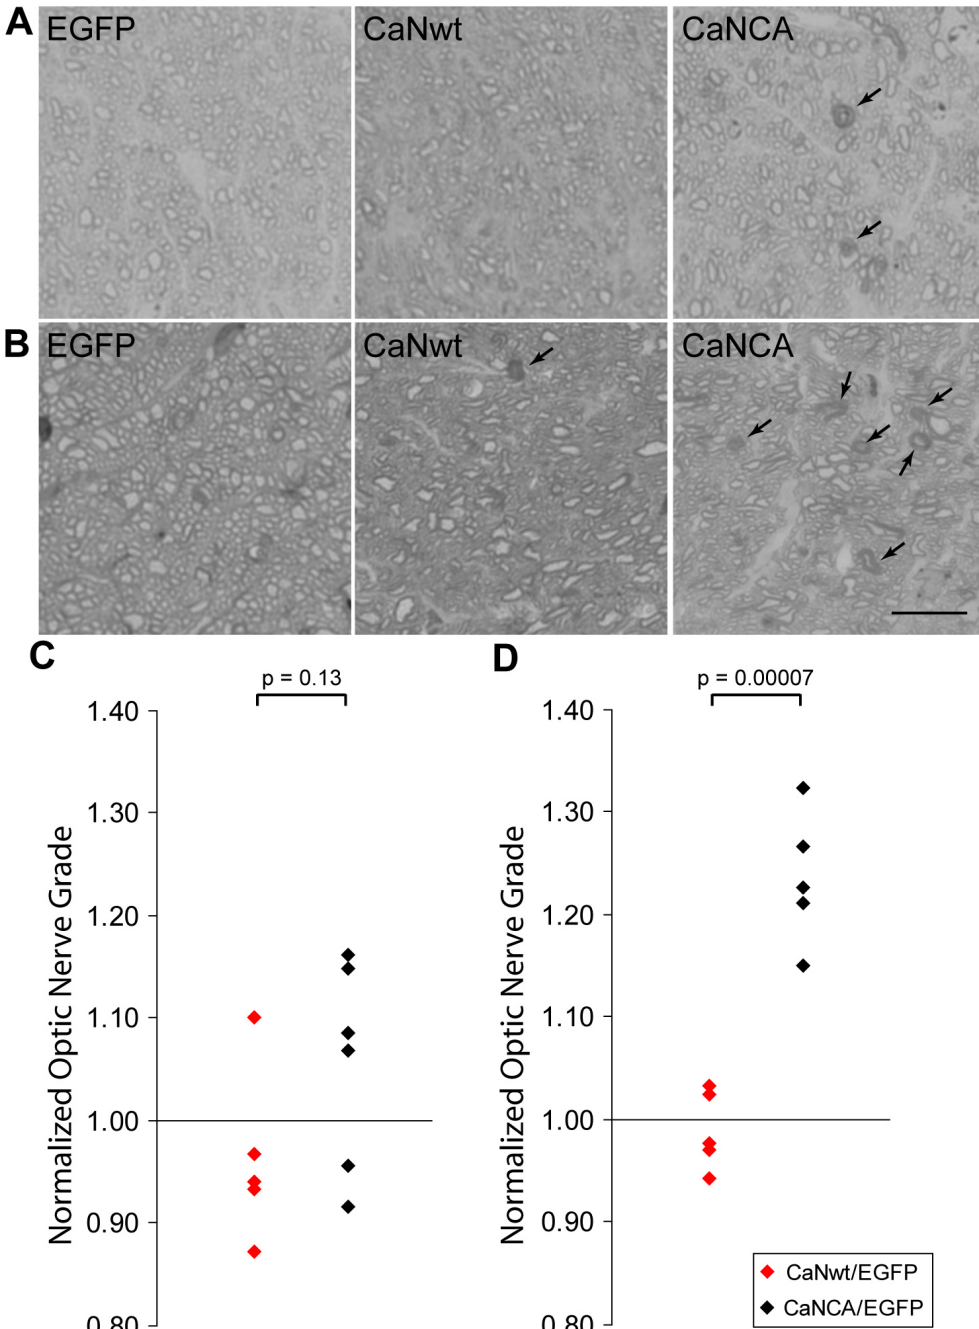 A
EGFP
CaNwt
CaNCA
B
EGFP
CaNwt
CaNCA
C
p = 0.13
Normalized Optic Nerve Grade
1.40
1.30
1.20
1.10
1.00
0.90
0.80
D
p = 0.00007
Normalized Optic Nerve Grade
1.40
1.30
1.20
1.10
1.00
0.90
0.80
CaNwt/EGFP
CaNCA/EGFP